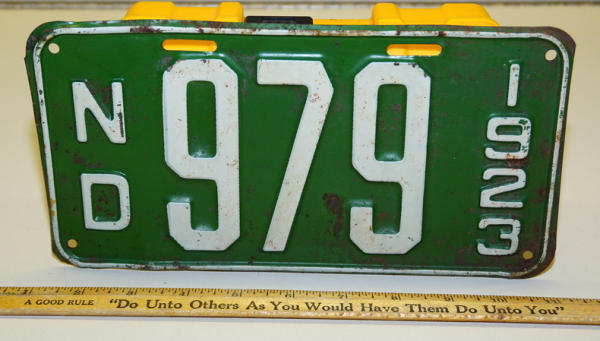 ND
979
1923
A GOOD RULE "Do Unto Others As You Would Have Them Do Unto You"